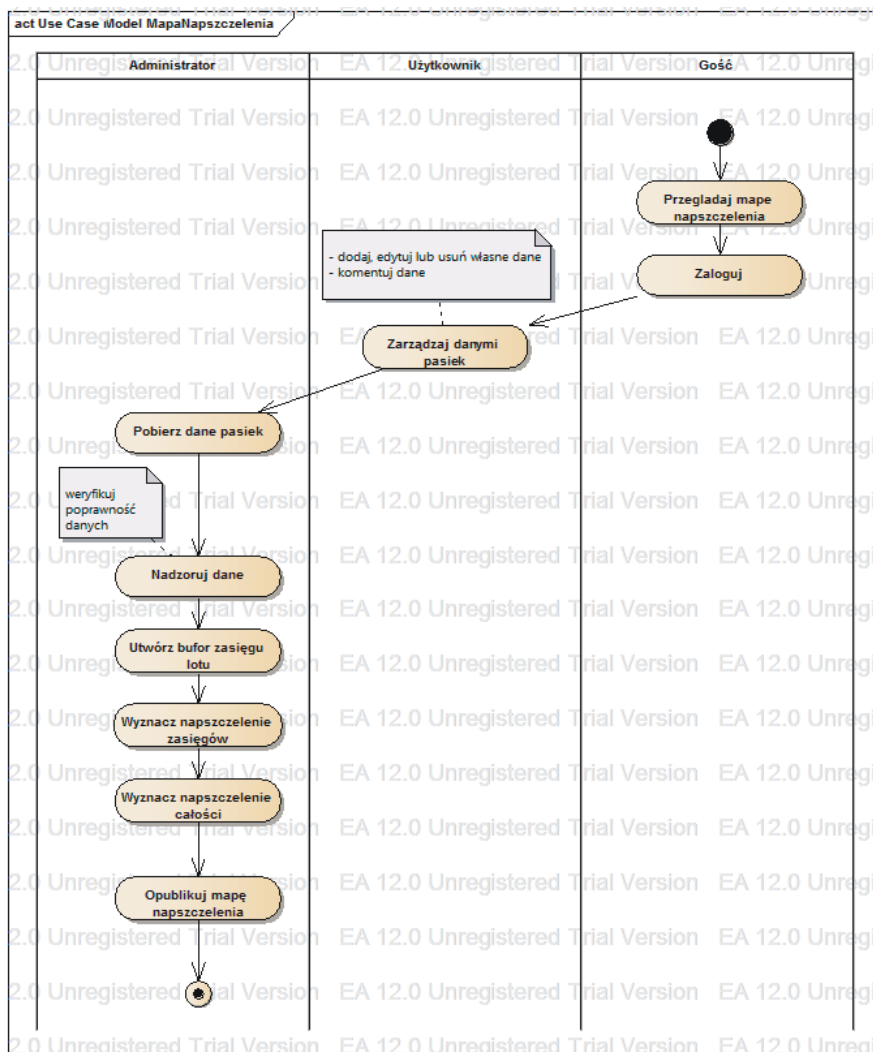 act Use Case Model MapaNapszczelenia
Administrator
Użytkownik
Gość
Przegladaj mape
napszczelenia
Zaloguj
- dodaj, edytuj lub usuń własne dane
- komentuj dane
Zarządzaj danymi
pasiek
Pobierz dane pasiek
weryfikuj
poprawność
danych
Nadzoruj dane
Utwórz bufor zasięgu
lotu
Wyznacz napszczelenie
zasięgów
Wyznacz napszczelenie
całości
Opublikuj mapę
napszczelenia
EA 12.0 Unregistered Trial Version